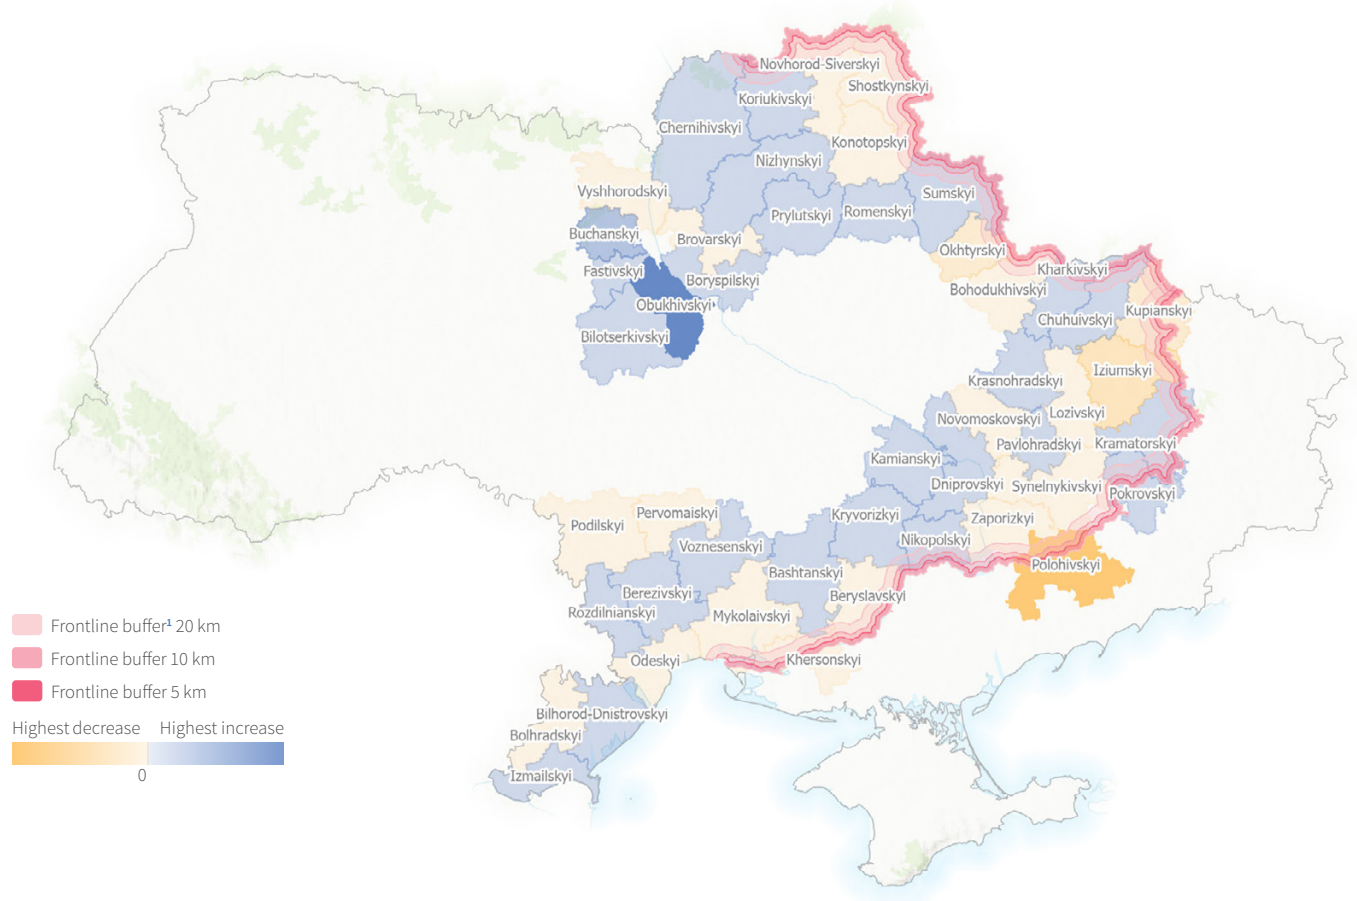 Novhorod-Siverskyi
Shostkynskyi
Koriukivskyi
Chernihivskyi
Konotopskyi
Nizhynskyi
Vyshhorodskyi
Sumskyi
Prylutskyi
Romenskyi
Buchanskyi
Brovarskyi
Okhtyrskyi
Fastivskyi
Kharkivskyi
Boryspilskyi
Bohodukhivskyi
Obukhivskyi
Kupianskyi
Chuhuivskyi
Bilotserkivskyi
Iziumskyi
Krasnohradskyi
Lozivskyi
Novomoskovskyi
Pavlohradskyi
Kramatorskyi
Kamianskyi
Dniprovskyi
Synelnykivskyi
Pokrovskyi
Pervomaiskyi
Kryvorizkyi
Zaporizkyi
Podilskyi
Nikopolskyi
Voznesenskyi
Polohivskyi
Bashtanskyi
Berezivskyi
Beryslavskyi
Rozdilnianskyi
Mykolaivskyi
Odeskyi
Khersonskyi
Bilhorod-Dnistrovskyi
Bolhradskyi
Izmailskyi
Frontline buffer¹ 20 km
Frontline buffer 10 km
Frontline buffer 5 km
Highest decrease Highest increase
0